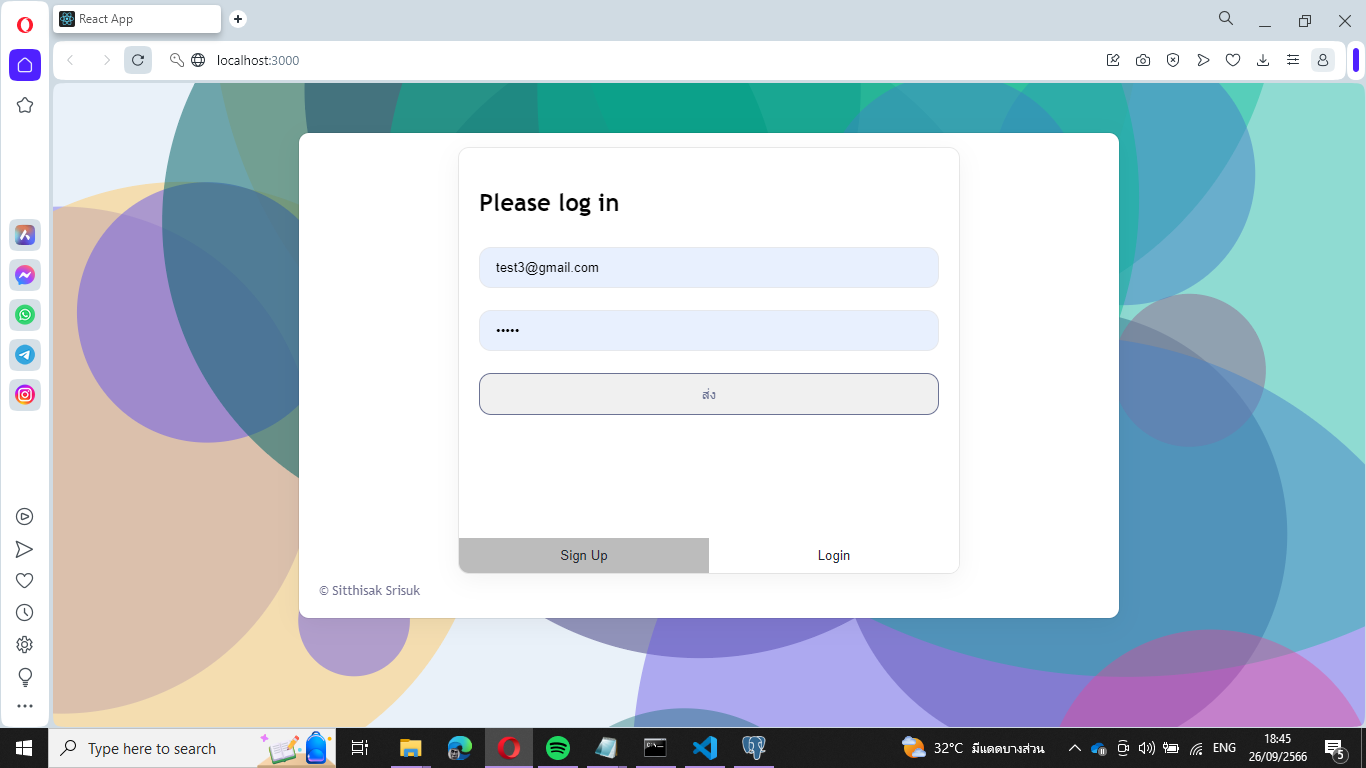 React App
localhost:3000
Please log in
test3@gmail.com
•••••
ส่ง
Sign Up
Login
© Sitthisak Srisuk
Type here to search
32°C มีแดดบางส่วน
ENG
18:45
26/09/2566
5